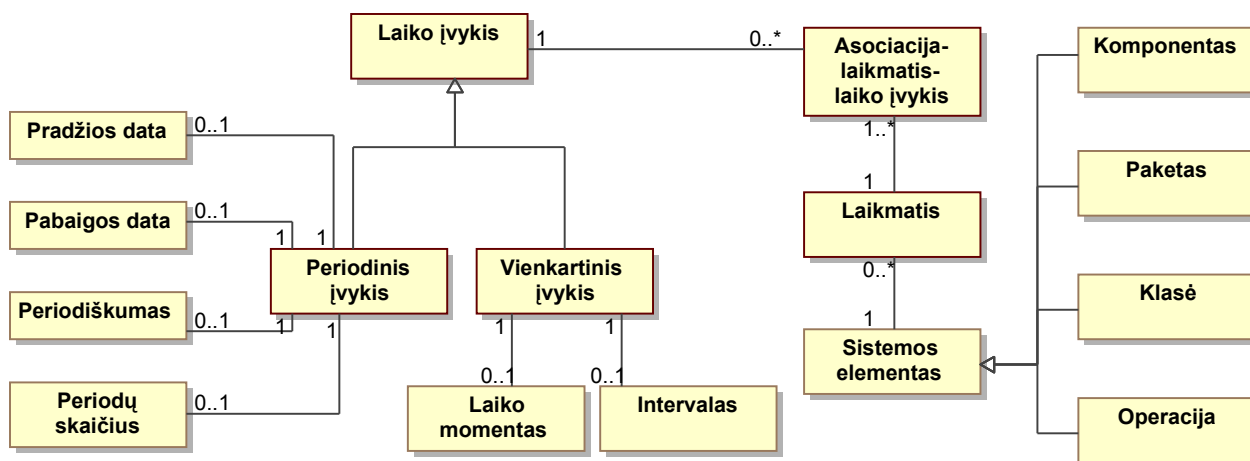 Laiko įvykis
1
0..*
Asociacija-
laikmatis-
laiko įvykis
Komponentas
Pradžios data
0..1
1..*
Paketas
1
Laikmatis
Pabaigos data
0..1
1
1
Periodinis
įvykis
Vienkartinis
įvykis
0..*
Klasė
Periodiškumas
0..1
1
1
1
1
1
Sistemos
elementas
Periodų
skaičius
0..1
0..1
0..1
Laiko
momentas
Intervalas
Operacija